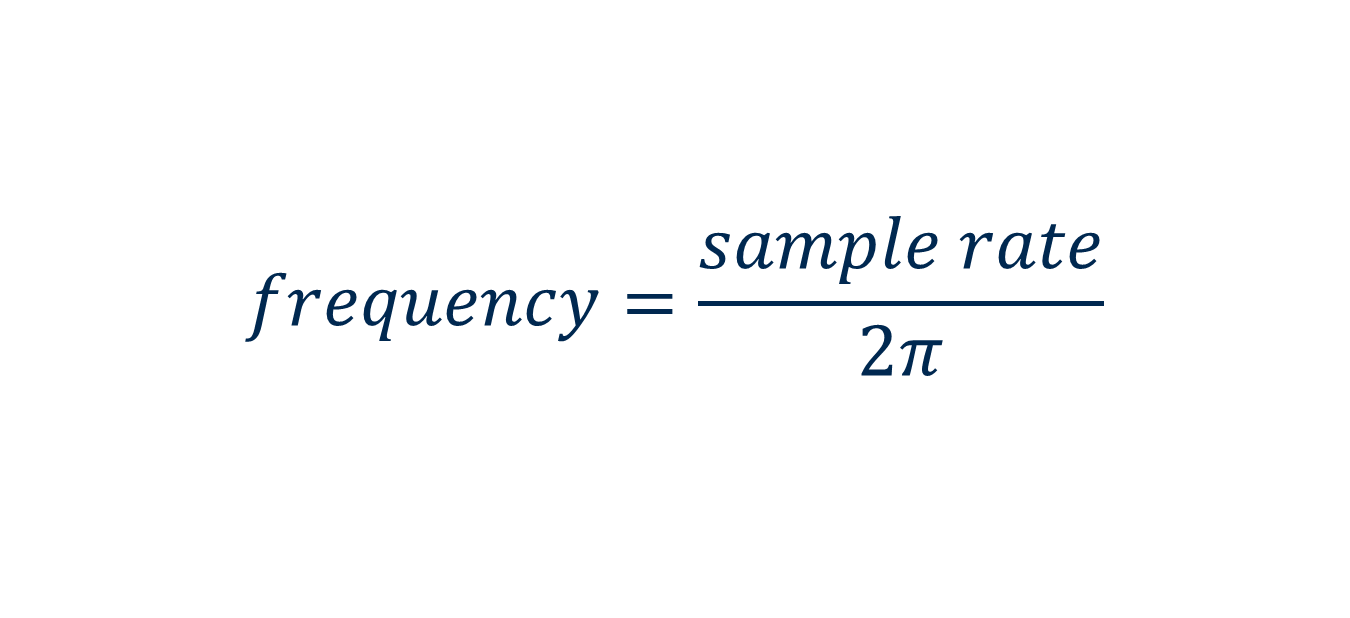 frequency = sample rate / 2π